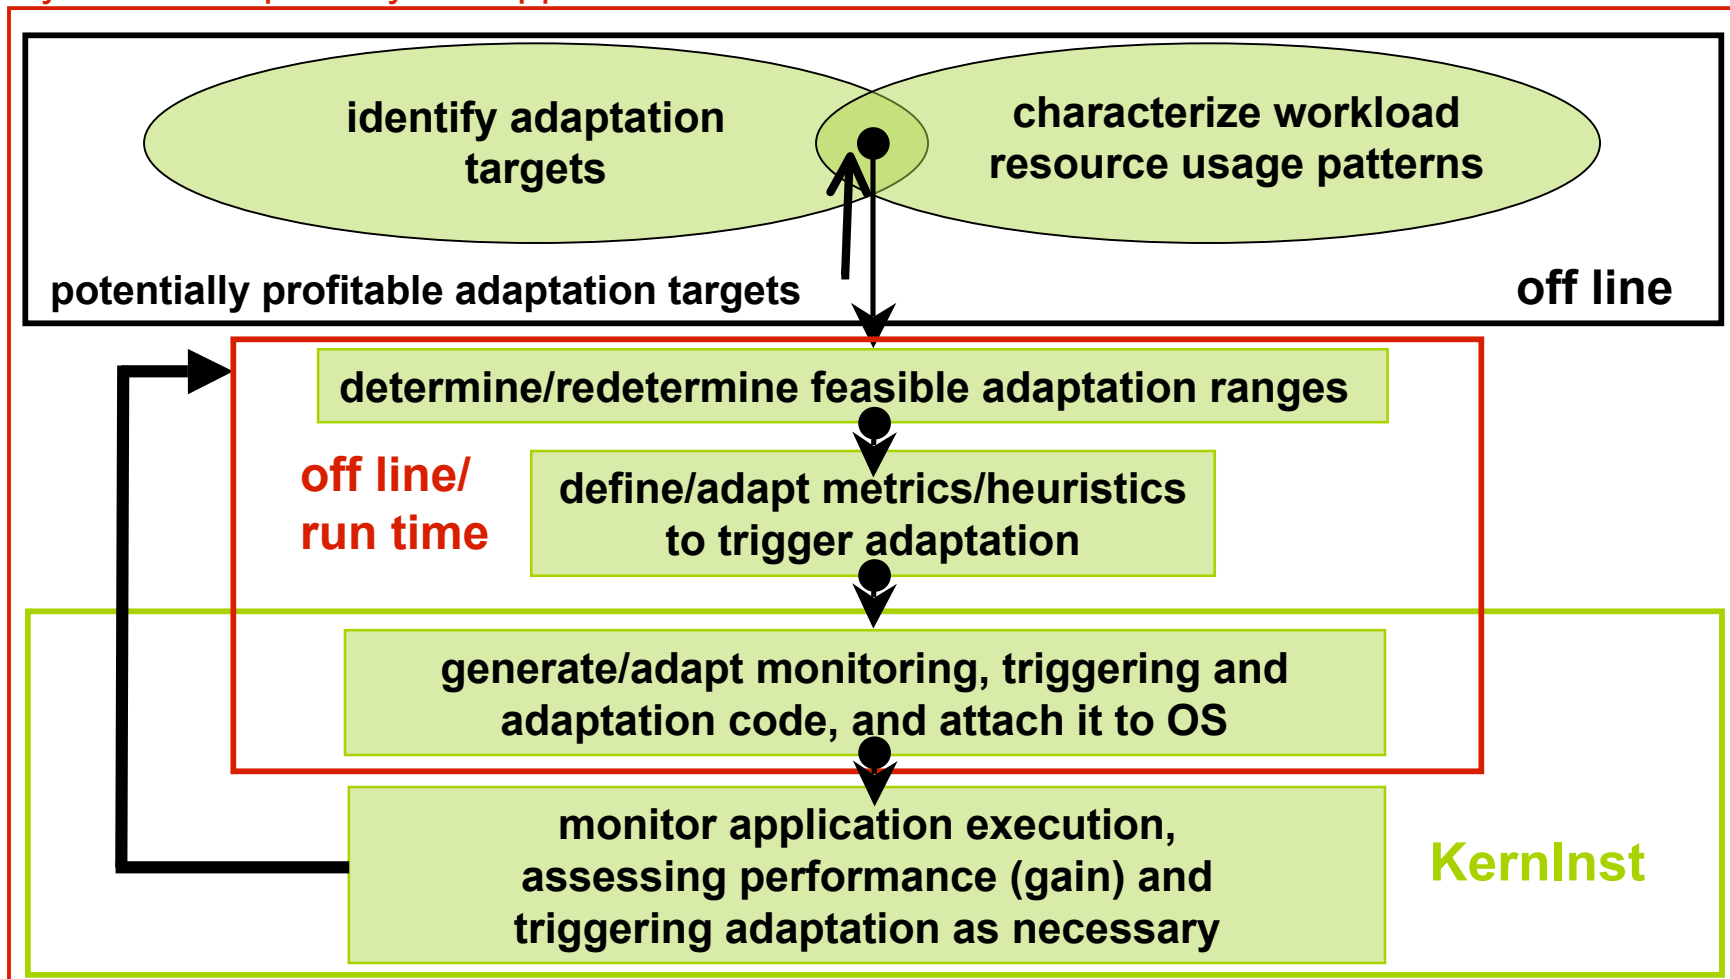 identify adaptation
targets
characterize workload
resource usage patterns
potentially profitable adaptation targets
off line
determine/redetermine feasible adaptation ranges
off line/
run time
define/adapt metrics/heuristics
to trigger adaptation
generate/adapt monitoring, triggering and
adaptation code, and attach it to OS
monitor application execution,
assessing performance (gain) and
triggering adaptation as necessary
KernInst